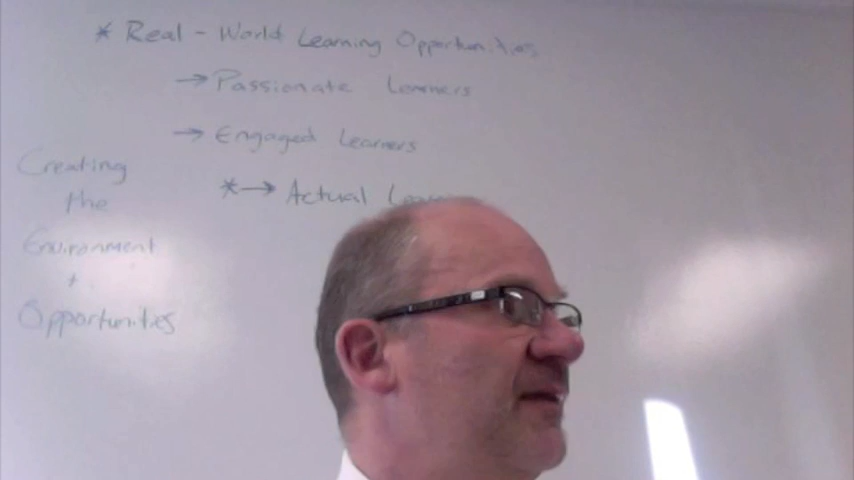 * Real - World Learning Opportunities
→ Passionate Learners
→ Engaged Learners
*→ Actual
Creating
the
Environment
+
Opportunities